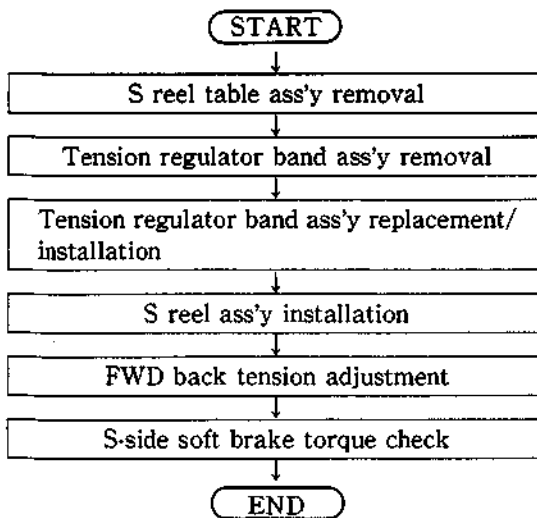 START
S reel table ass'y removal
Tension regulator band ass'y removal
Tension regulator band ass'y replacement/
installation
S reel ass'y installation
FWD back tension adjustment
S-side soft brake torque check
END